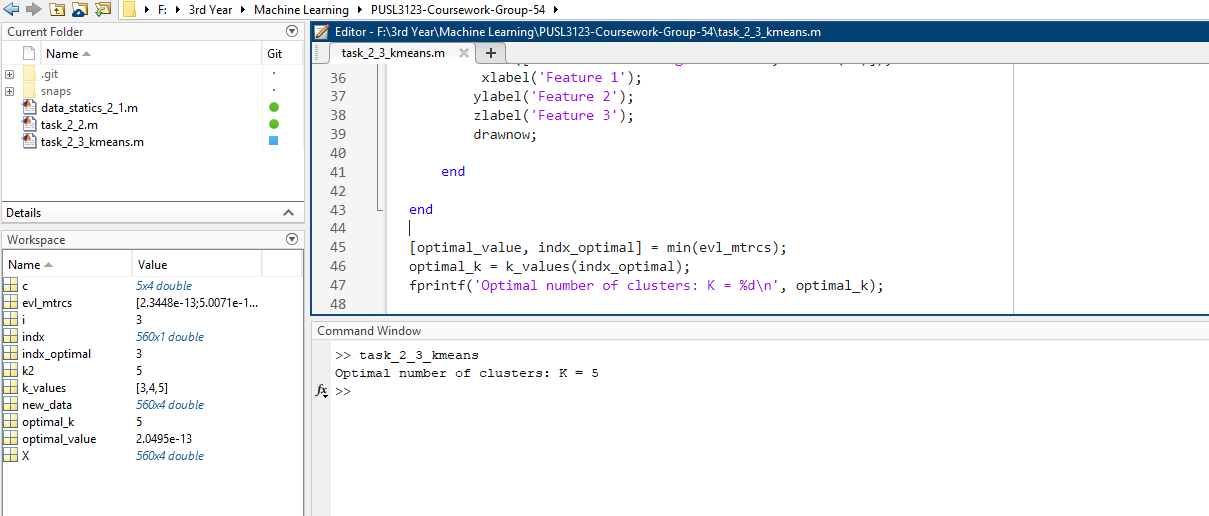 F: ▸ 3rd Year ▸ Machine Learning ▸ PUSL3123-Coursework-Group-54 ▸
Current Folder
Name Git
.git
snaps
data_statics_2_1.m
task_2_2.m
task_2_3_kmeans.m
Details
Workspace
Name Value
c 5x4 double
evl_mtrcs [2.3448e-13;5.0071e-1...
i 3
indx 560x1 double
indx_optimal 3
k2 5
k_values [3,4,5]
new_data 560x4 double
optimal_k 5
optimal_value 2.0495e-13
X 560x4 double
Editor - F:\3rd Year\Machine Learning\PUSL3123-Coursework-Group-54\task_2_3_kmeans.m
task_2_3_kmeans.m
36 xlabel('Feature 1');
37 ylabel('Feature 2');
38 zlabel('Feature 3');
39 drawnow;
40
41 end
42
43 end
44
45 [optimal_value, indx_optimal] = min(evl_mtrcs);
46 optimal_k = k_values(indx_optimal);
47 fprintf('Optimal number of clusters: K = %d\n', optimal_k);
48
Command Window
>> task_2_3_kmeans
Optimal number of clusters: K = 5
fx >>